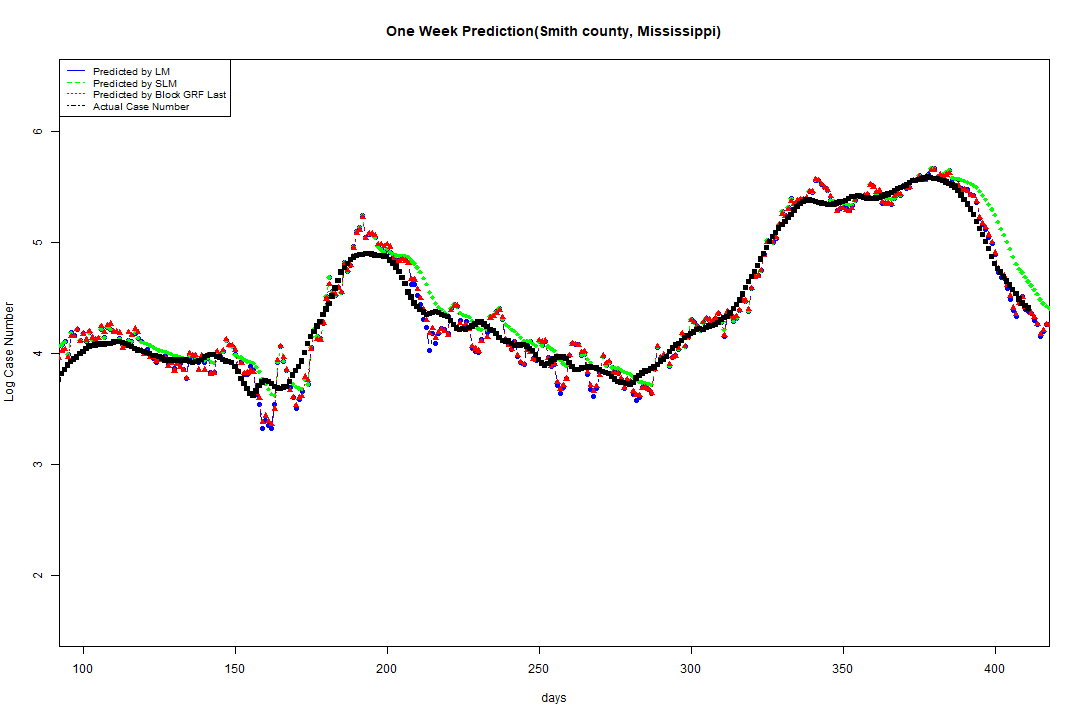 One Week Prediction(Smith county, Mississippi)
Predicted by LM
Predicted by SLM
Predicted by Block GRF Last
Actual Case Number
6
5
4
3
2
Log Case Number
100 150 200 250 300 350 400
days